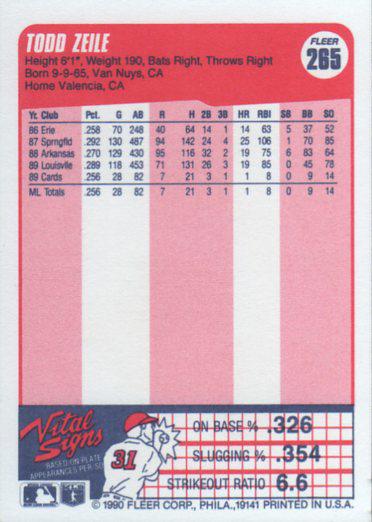 TODD ZEILE
FLEER
265
Height 6'1", Weight 190, Bats Right, Throws Right
Born 9-9-65, Van Nuys, CA
Home Valencia, CA
Yr. Club Pct. G AB R H 2B 3B HR RBI SB BB SO
86 Erie .258 70 248 40 64 14 1 14 63 5 37 52
87 Sprngfld .292 130 487 94 142 24 4 25 106 1 70 85
88 Arkansas .270 129 430 95 116 32 2 19 75 6 83 64
89 Louisvlle .289 118 453 71 131 26 3 19 85 0 45 78
89 Cards .256 28 82 7 21 3 1 1 8 0 9 14
ML Totals .256 28 82 7 21 3 1 1 8 0 9 14
Vital
Signs
BASED ON PLATE
APPEARANCES PER/SO
31
ON BASE % .326
SLUGGING % .354
STRIKEOUT RATIO 6.6
© 1990 FLEER CORP., PHILA., 19141 PRINTED IN U.S.A.